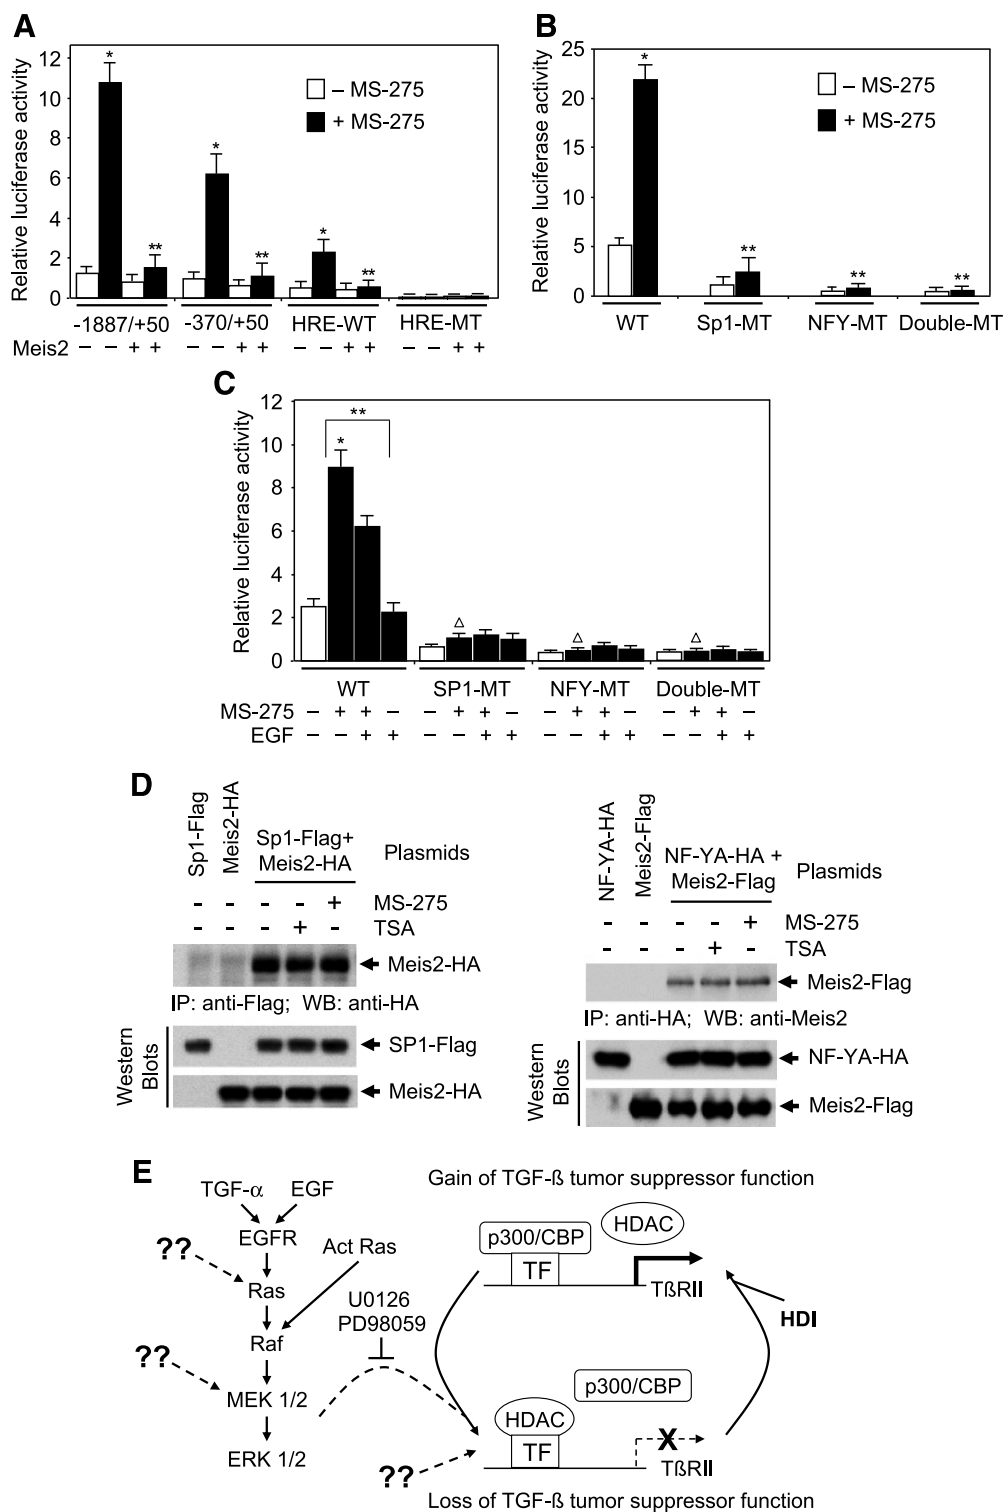 A
Relative luciferase activity
12
10
8
6
4
2
0
* * * ** ** **
– MS-275
+ MS-275
-1887/+50 -370/+50 HRE-WT HRE-MT
Meis2 – – + + – – + + – – + + – – + +
B
Relative luciferase activity
25
20
15
10
5
0
* ** ** **
– MS-275
+ MS-275
WT Sp1-MT NFY-MT Double-MT
C
Relative luciferase activity
12
10
8
6
4
2
0
**
*
Δ Δ Δ
WT SP1-MT NFY-MT Double-MT
MS-275 – + + – – + + – – + + – – + + –
EGF – – + + – – + + – – + + – – + +
D
Sp1-Flag
Meis2-HA
Sp1-Flag+
Meis2-HA
Plasmids
- - - - + MS-275
- - - + - TSA
Meis2-HA
IP: anti-Flag; WB: anti-HA
Western
Blots
SP1-Flag
Meis2-HA
NF-YA-HA
Meis2-Flag
NF-YA-HA +
Meis2-Flag
Plasmids
- - - - + MS-275
- - - + - TSA
Meis2-Flag
IP: anti-HA; WB: anti-Meis2
Western
Blots
NF-YA-HA
Meis2-Flag
E
TGF-α EGF
EGFR
??
Act Ras
Ras
Raf
??
MEK 1/2
ERK 1/2
U0126
PD98059
Gain of TGF-ß tumor suppressor function
HDAC
p300/CBP
TF
TßRII
HDI
p300/CBP
HDAC
TF
X
TßRII
??
Loss of TGF-ß tumor suppressor function